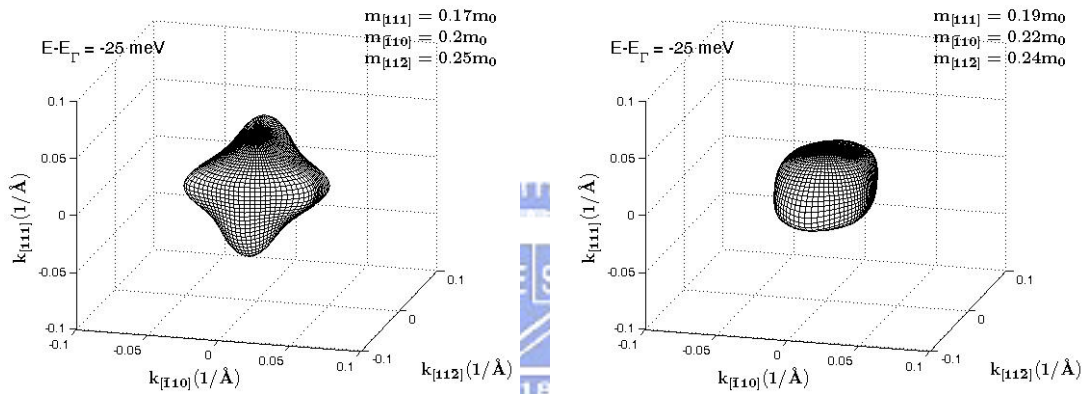 m[111] = 0.17m0
E-EΓ = -25 meV
m[1̅10] = 0.2m0
m[112̅] = 0.25m0
0.1
0.05
0
-0.05
-0.1
k[111](1/Å)
-0.1
-0.05
0
0.05
0.1
k[1̅10](1/Å)
-0.1
0
0.1
k[112̅](1/Å)
m[111] = 0.19m0
E-EΓ = -25 meV
m[1̅10] = 0.22m0
m[112̅] = 0.24m0
0.1
0.05
0
-0.05
-0.1
k[111](1/Å)
-0.1
-0.05
0
0.05
0.1
k[1̅10](1/Å)
-0.1
0
0.1
k[112̅](1/Å)